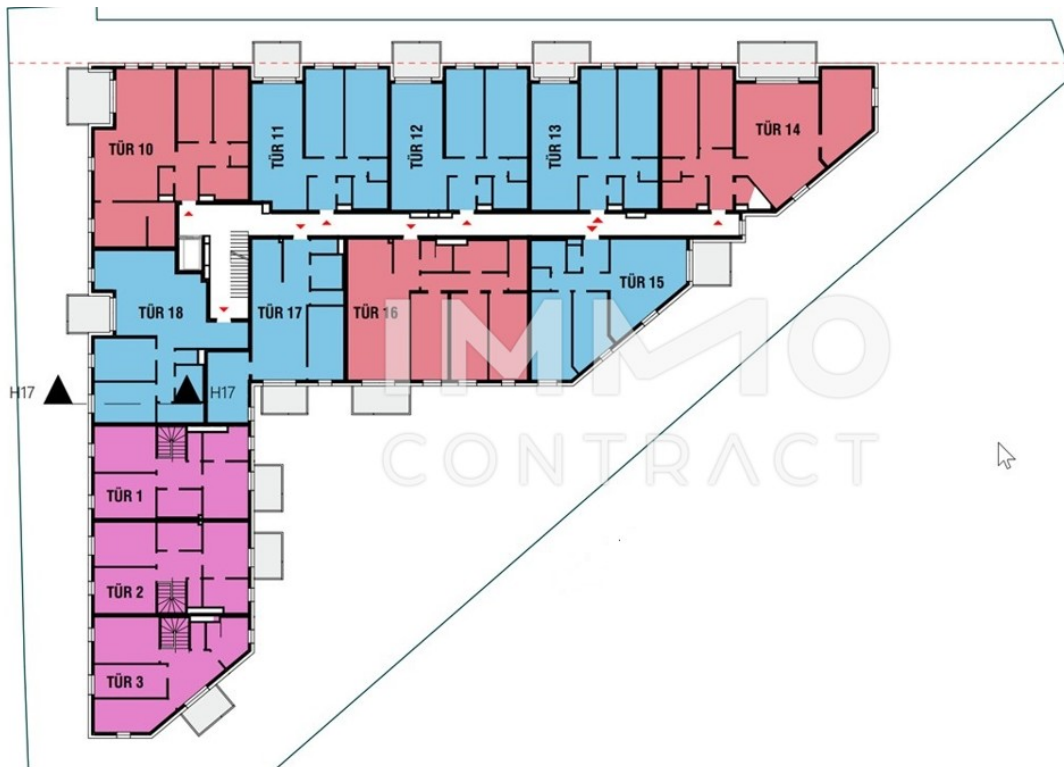 TÜR 10
TÜR 11
TÜR 12
TÜR 13
TÜR 14
TÜR 18
TÜR 17
TÜR 16
TÜR 15
IMMO
CONTRACT
H17
H17
TÜR 1
TÜR 2
TÜR 3